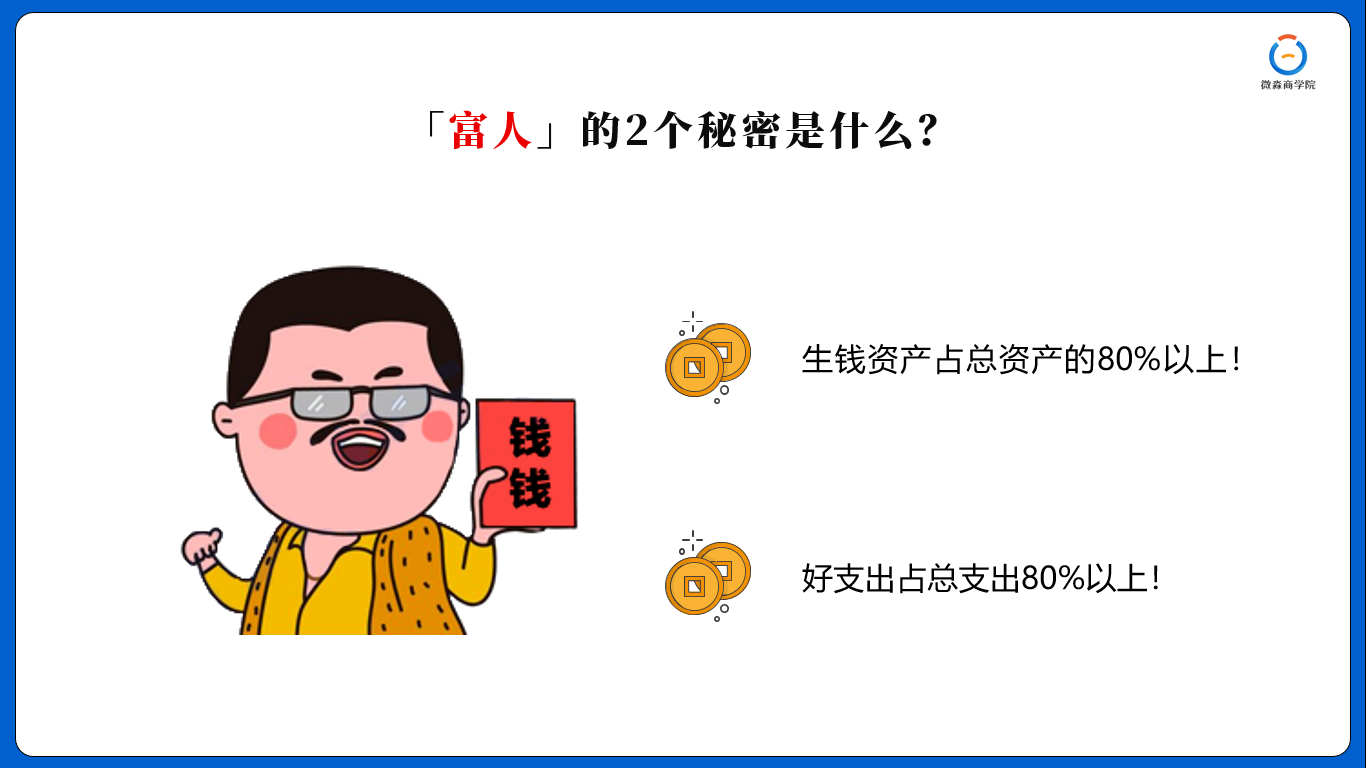 微淼商学院
「富人」的2个秘密是什么？
生钱资产占总资产的80%以上！
钱
钱
好支出占总支出80%以上！